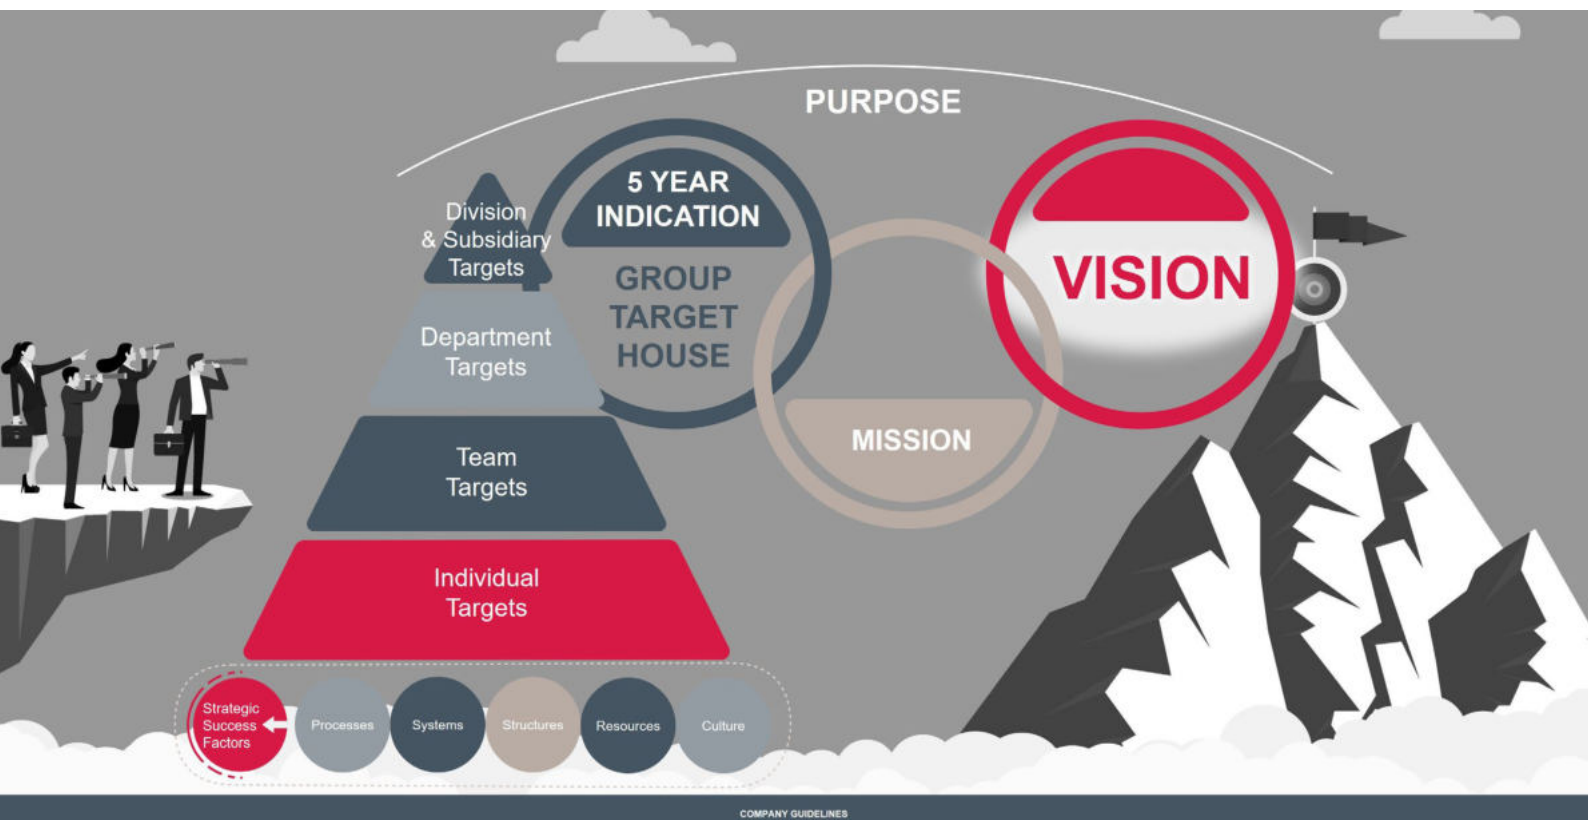 PURPOSE
5 YEAR
INDICATION
GROUP
TARGET
HOUSE
MISSION
VISION
Division
& Subsidiary
Targets
Department
Targets
Team
Targets
Individual
Targets
Strategic
Success
Factors
Processes
Systems
Structures
Resources
Culture
COMPANY GUIDELINES